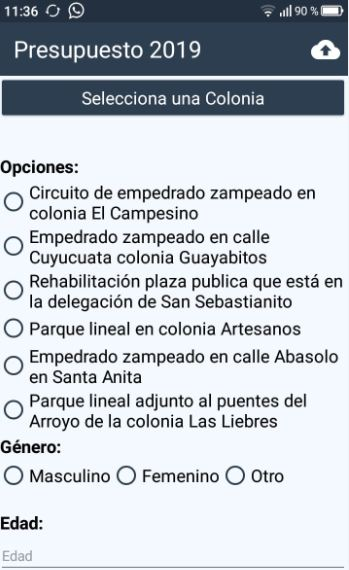 11:36 90 %
Presupuesto 2019
Selecciona una Colonia
Opciones:
Circuito de empedrado zampeado en
colonia El Campesino
Empedrado zampeado en calle
Cuyucuata colonia Guayabitos
Rehabilitación plaza publica que está en
la delegación de San Sebastianito
Parque lineal en colonia Artesanos
Empedrado zampeado en calle Abasolo
en Santa Anita
Parque lineal adjunto al puentes del
Arroyo de la colonia Las Liebres
Género:
Masculino Femenino Otro
Edad:
Edad